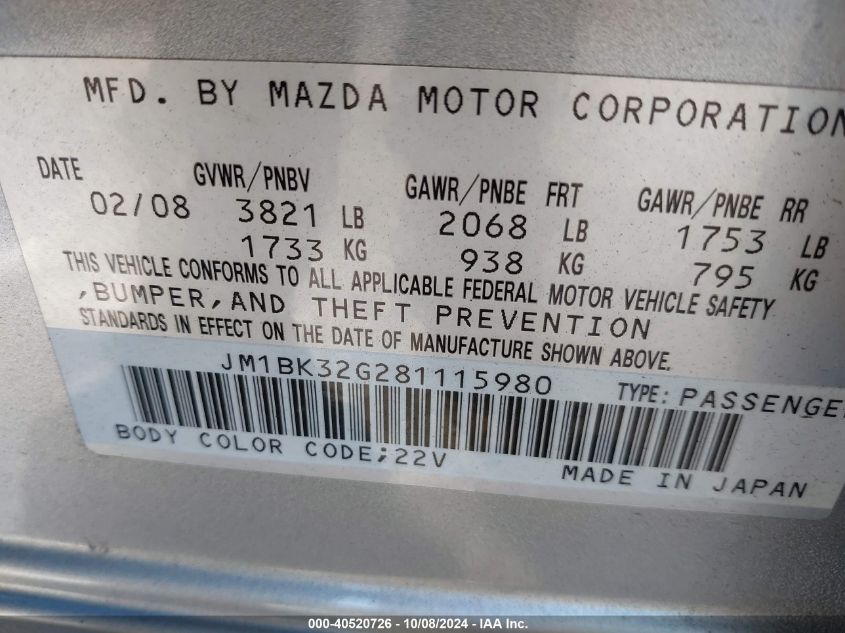 MFD. BY MAZDA MOTOR CORPORATION
DATE GVWR/PNBV GAWR/PNBE FRT GAWR/PNBE RR
02/08 3821 LB 2068 LB 1753 LB
1733 KG 938 KG 795 KG
THIS VEHICLE CONFORMS TO ALL APPLICABLE FEDERAL MOTOR VEHICLE SAFETY
,BUMPER,AND THEFT PREVENTION
STANDARDS IN EFFECT ON THE DATE OF MANUFACTURE SHOWN ABOVE.
JM1BK32G281115980 TYPE: PASSENGE
BODY COLOR CODE;22V MADE IN JAPAN
000-40520726 - 10/08/2024 - IAA Inc.